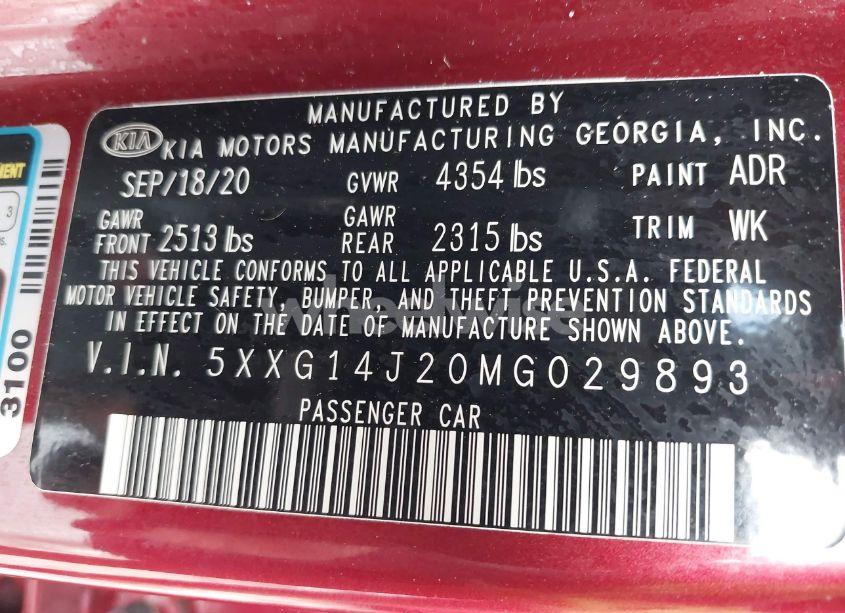 MANUFACTURED BY
KIA KIA MOTORS MANUFACTURING GEORGIA, INC.
SEP/18/20 GVWR 4354 lbs PAINT ADR
GAWR FRONT 2513 lbs GAWR REAR 2315 lbs TRIM WK
THIS VEHICLE CONFORMS TO ALL APPLICABLE U.S.A. FEDERAL
MOTOR VEHICLE SAFETY, BUMPER, AND THEFT PREVENTION STANDARDS
IN EFFECT ON THE DATE OF MANUFACTURE SHOWN ABOVE.
V.I.N. 5XXG14J20MG029893
PASSENGER CAR
3100
3